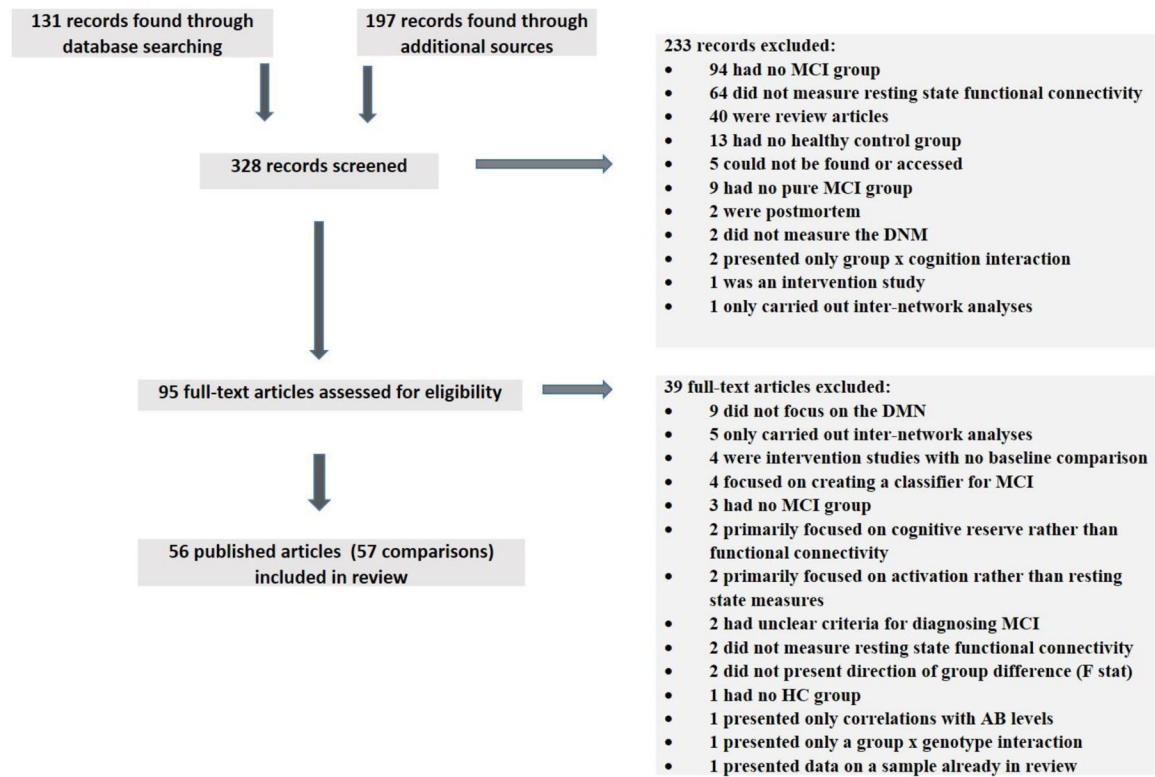 131 records found through
database searching
197 records found through
additional sources
328 records screened
233 records excluded:
• 94 had no MCI group
• 64 did not measure resting state functional connectivity
• 40 were review articles
• 13 had no healthy control group
• 5 could not be found or accessed
• 9 had no pure MCI group
• 2 were postmortem
• 2 did not measure the DNM
• 2 presented only group x cognition interaction
• 1 was an intervention study
• 1 only carried out inter-network analyses
95 full-text articles assessed for eligibility
39 full-text articles excluded:
• 9 did not focus on the DMN
• 5 only carried out inter-network analyses
• 4 were intervention studies with no baseline comparison
• 4 focused on creating a classifier for MCI
• 3 had no MCI group
• 2 primarily focused on cognitive reserve rather than
functional connectivity
• 2 primarily focused on activation rather than resting
state measures
• 2 had unclear criteria for diagnosing MCI
• 2 did not measure resting state functional connectivity
• 2 did not present direction of group difference (F stat)
• 1 had no HC group
• 1 presented only correlations with AB levels
• 1 presented only a group x genotype interaction
• 1 presented data on a sample already in review
56 published articles (57 comparisons)
included in review